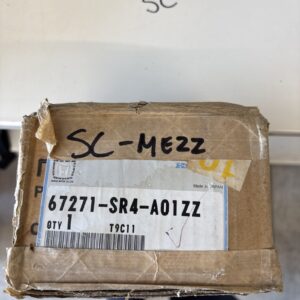 SC
SC-MEZZ
Made in JAPAN
67271-SR4-A01ZZ
QTY 1 T9C11